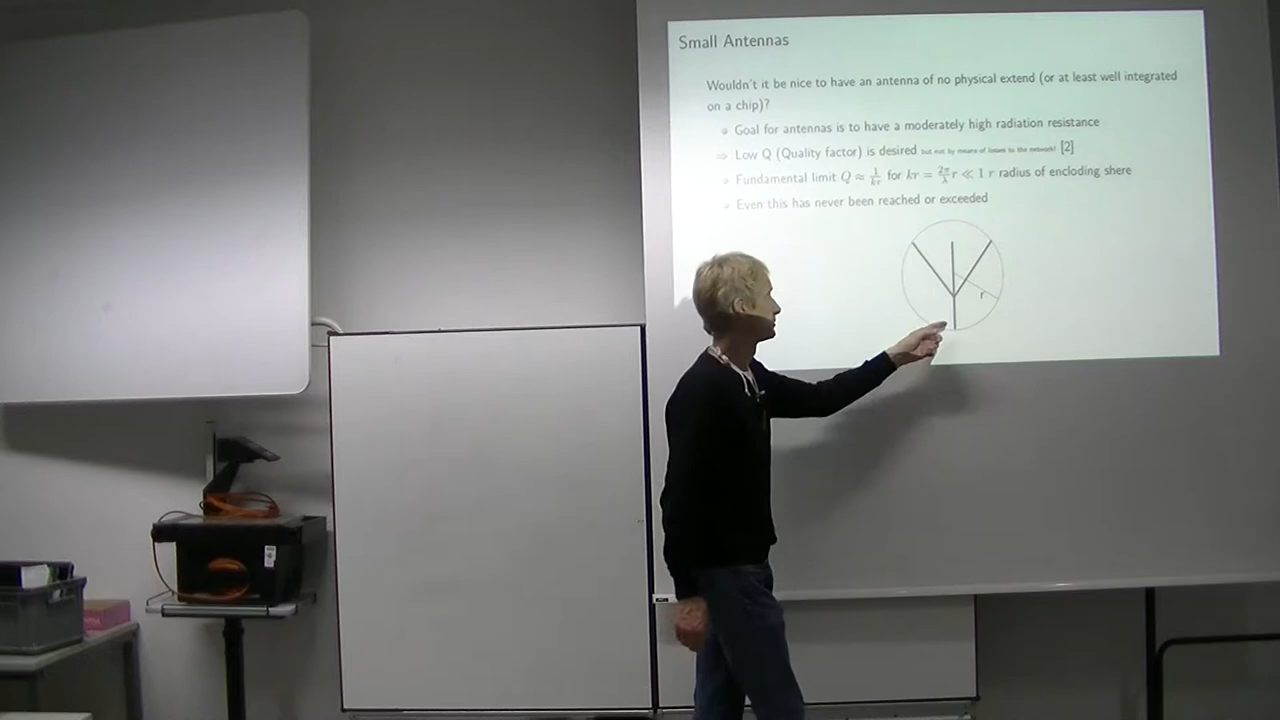 Small Antennas
Wouldn't it be nice to have an antenna of no physical extend (or at least well integrated
on a chip)?
Goal for antennas is to have a moderately high radiation resistance
⇒ Low Q (Quality factor) is desired but not by means of losses to the network! [2]
Fundamental limit Q ≈ 1/kr for kr = 2π/λ r ≪ 1 r radius of encloding shere
Even this has never been reached or exceeded
r